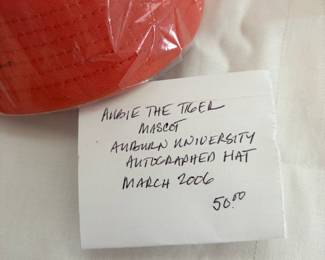 AUBIE THE TIGER
MASCOT
AUBURN UNIVERSITY
AUTOGRAPHED HAT
MARCH 2006
50.00